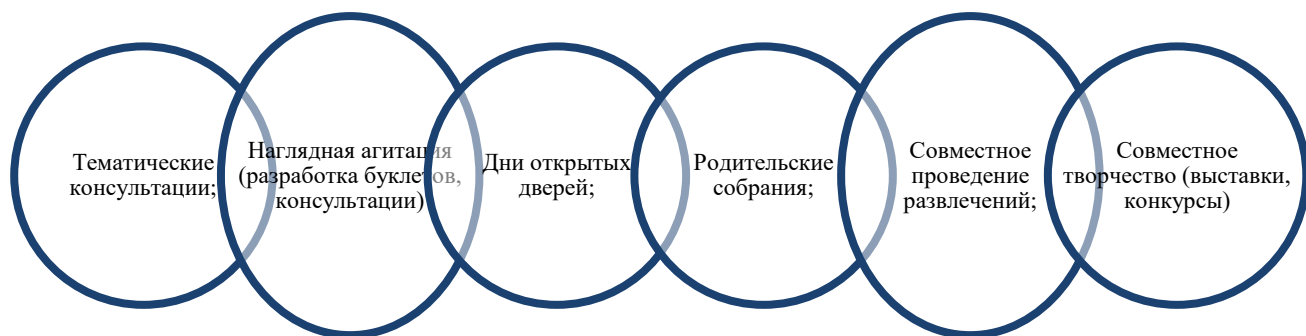 Тематические
консультации;
Наглядная агитация
(разработка буклетов,
консультации)
Дни открытых
дверей;
Родительские
собрания;
Совместное
проведение
развлечений;
Совместное
творчество (выставки,
конкурсы)